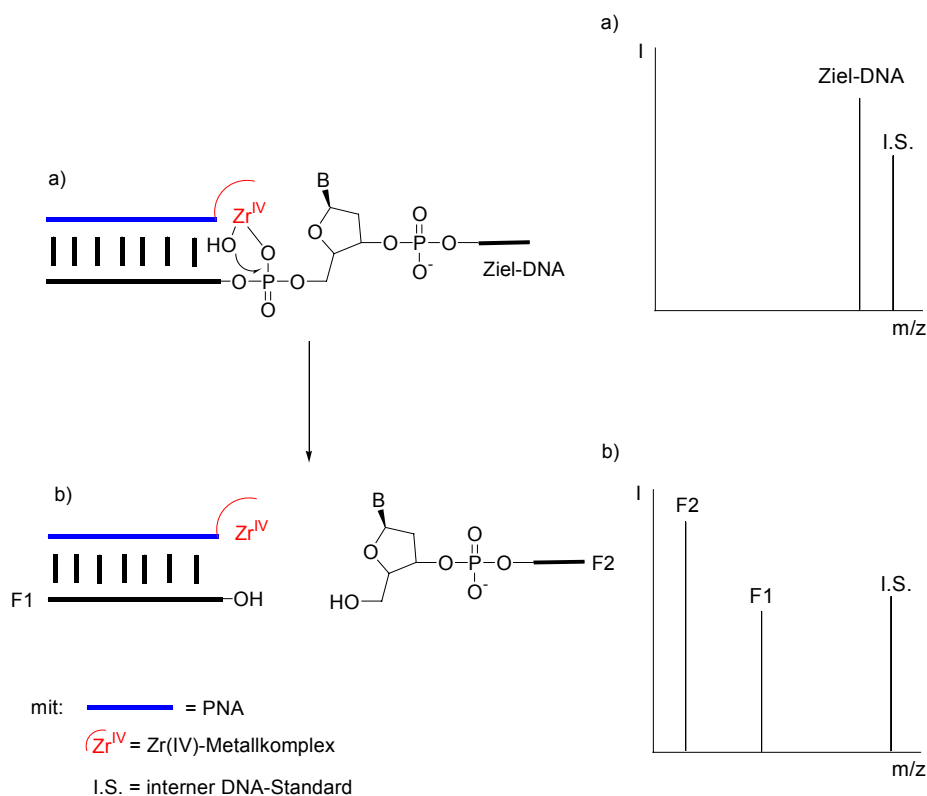 a)
I
Ziel-DNA
I.S.
m/z
a)
Zr^IV
HO
O
O
P
O
O
O
B
O
O
P
O
O
O⁻
Ziel-DNA
b)
Zr^IV
F1
OH
B
O
HO
O
P
O
O
O⁻
F2
b)
I
F2
F1
I.S.
m/z
mit:
= PNA
Zr^IV = Zr(IV)-Metallkomplex
I.S. = interner DNA-Standard